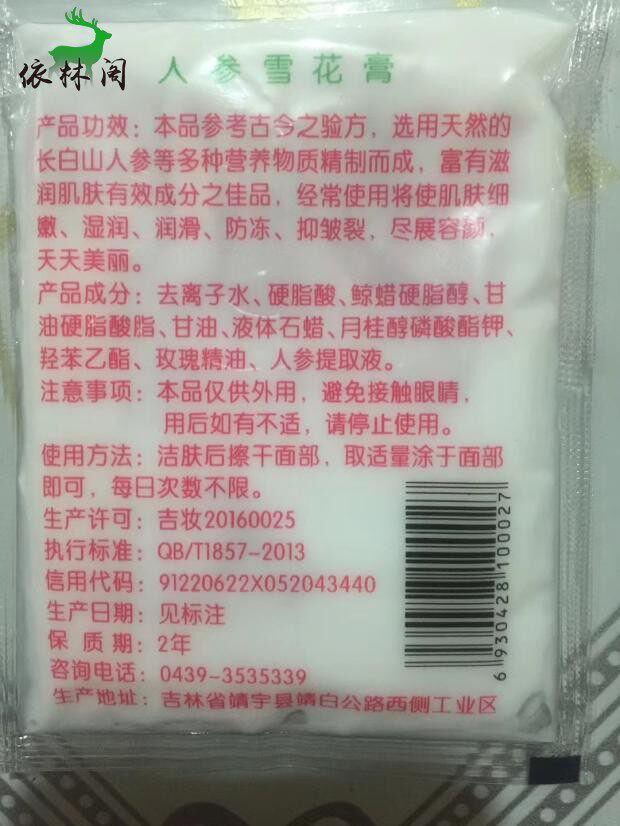 依林阁
人参雪花膏
产品功效：本品参考古今之验方，选用天然的
长白山人参等多种营养物质精制而成，富有滋
润肌肤有效成分之佳品，经常使用将使肌肤细
嫩、湿润、润滑、防冻、抑皱裂，尽展容颜，
天天美丽。
产品成分：去离子水、硬脂酸、鲸蜡硬脂醇、甘
油硬脂酸脂、甘油、液体石蜡、月桂醇磷酸酯钾、
羟苯乙酯、玫瑰精油、人参提取液。
注意事项：本品仅供外用，避免接触眼睛，
用后如有不适，请停止使用。
使用方法：洁肤后擦干面部，取适量涂于面部
即可，每日次数不限。
生产许可：吉妆20160025
执行标准：QB/T1857-2013
信用代码：91220622X052043440
生产日期：见标注
保 质 期：2年
咨询电话：0439-3535339
生产地址：吉林省靖宇县靖白公路西侧工业区
6930428100027